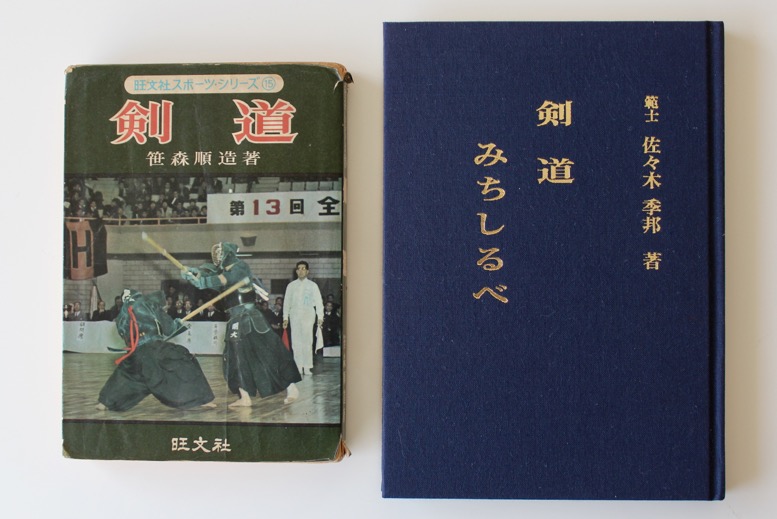 旺文社スポーツ・シリーズ⑮
剣道
笹森順造著
第13回全
H
旺文社
範士 佐々木季邦 著
剣道
みちしるべ